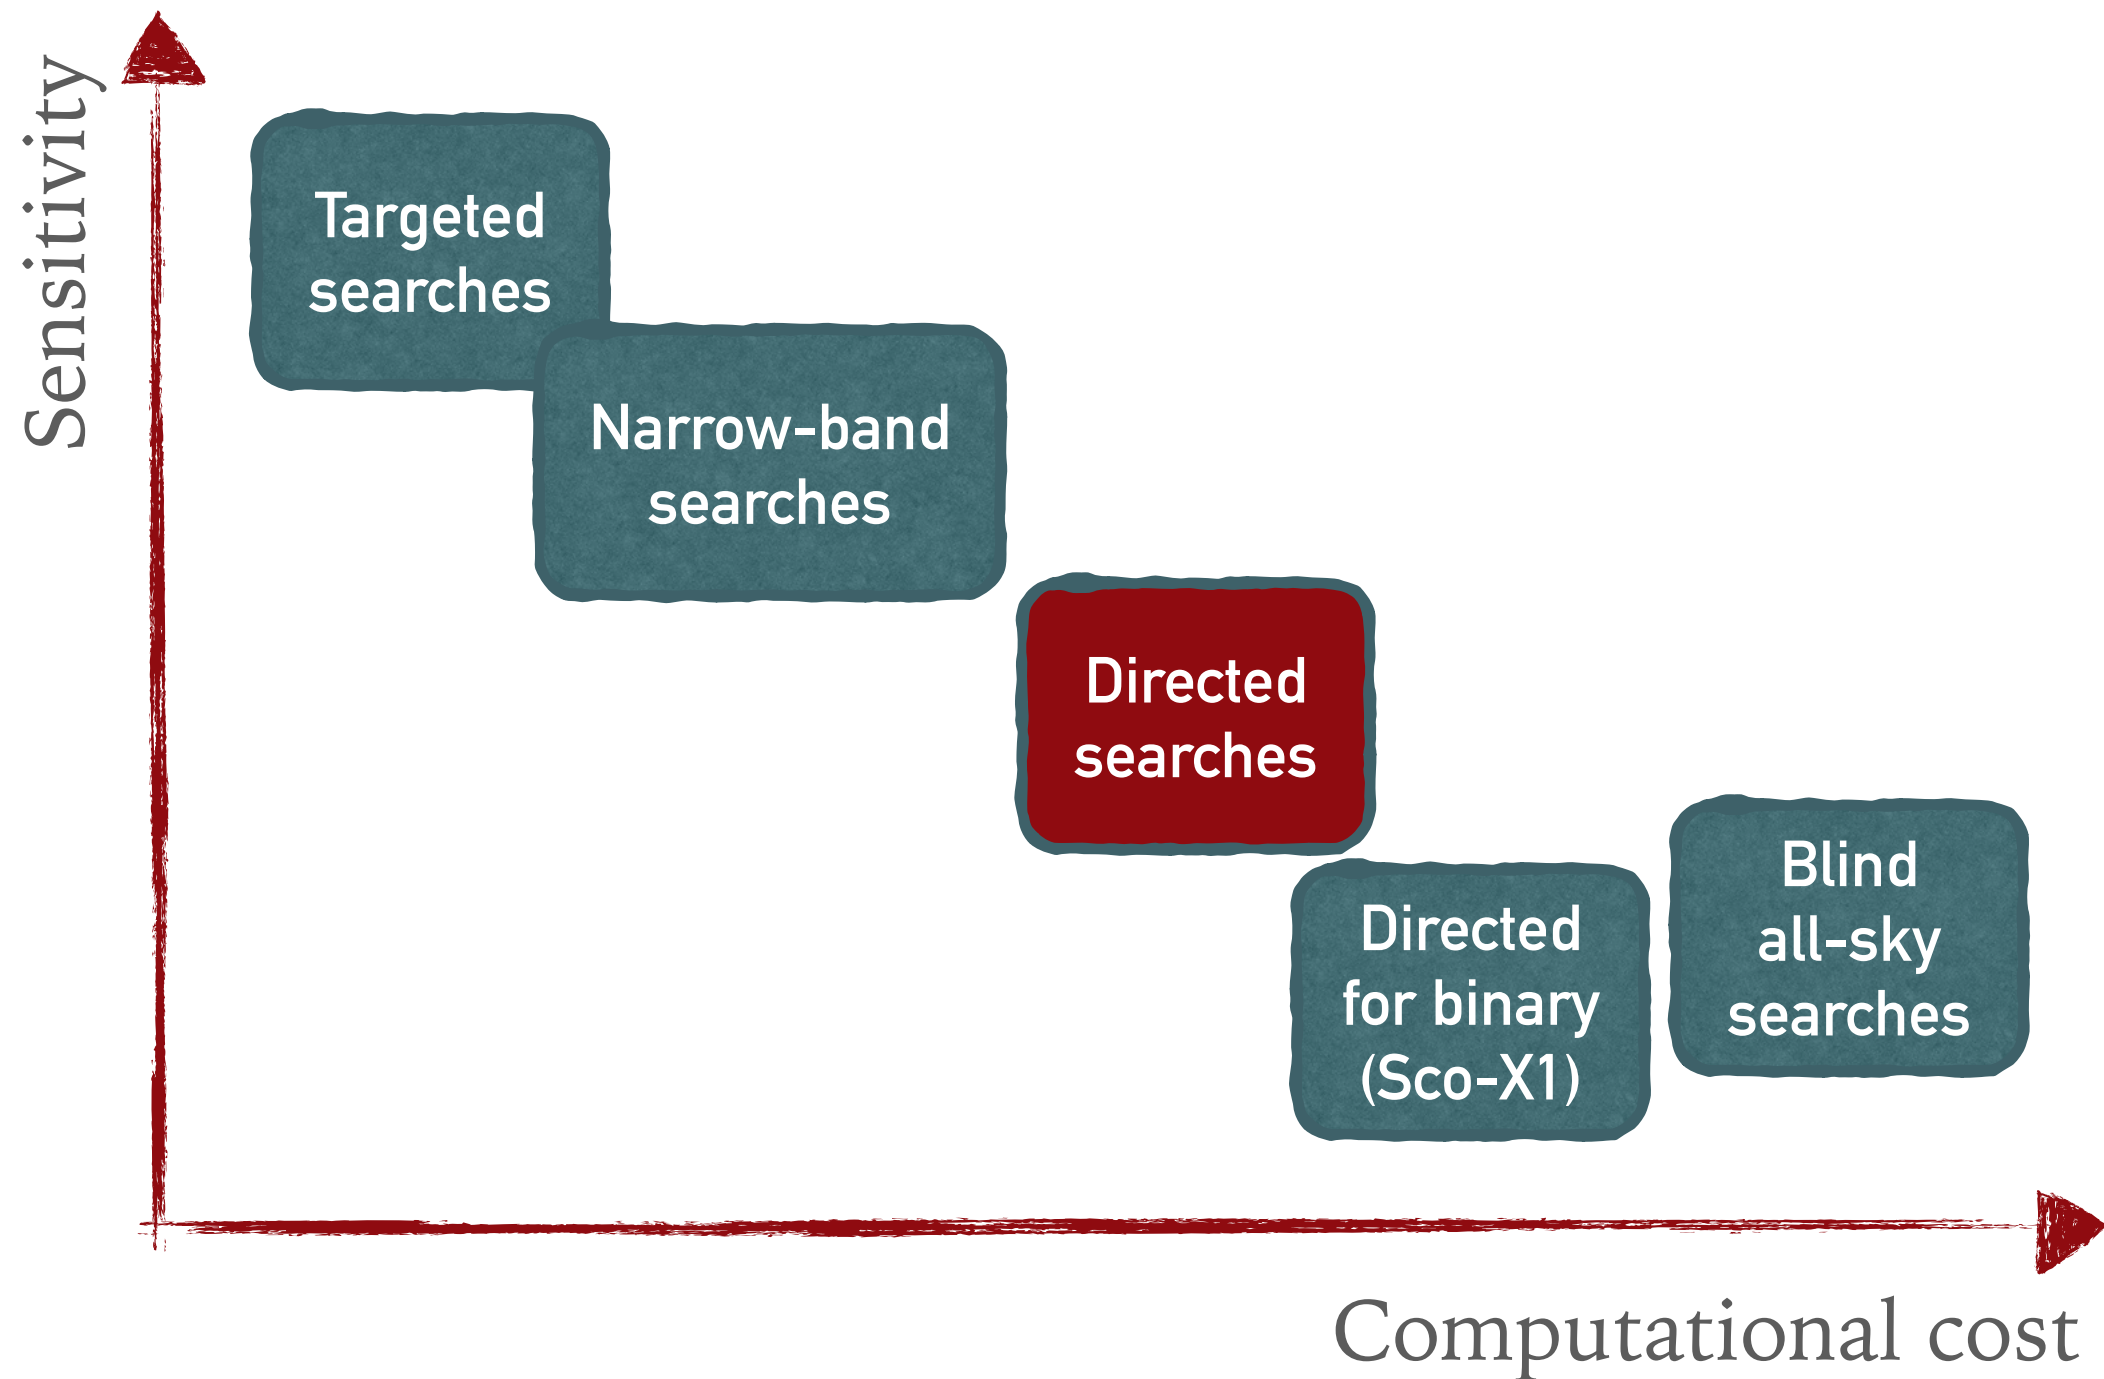 Sensitivity
Targeted
searches
Narrow-band
searches
Directed
searches
Directed
for binary
(Sco-X1)
Blind
all-sky
searches
Computational cost